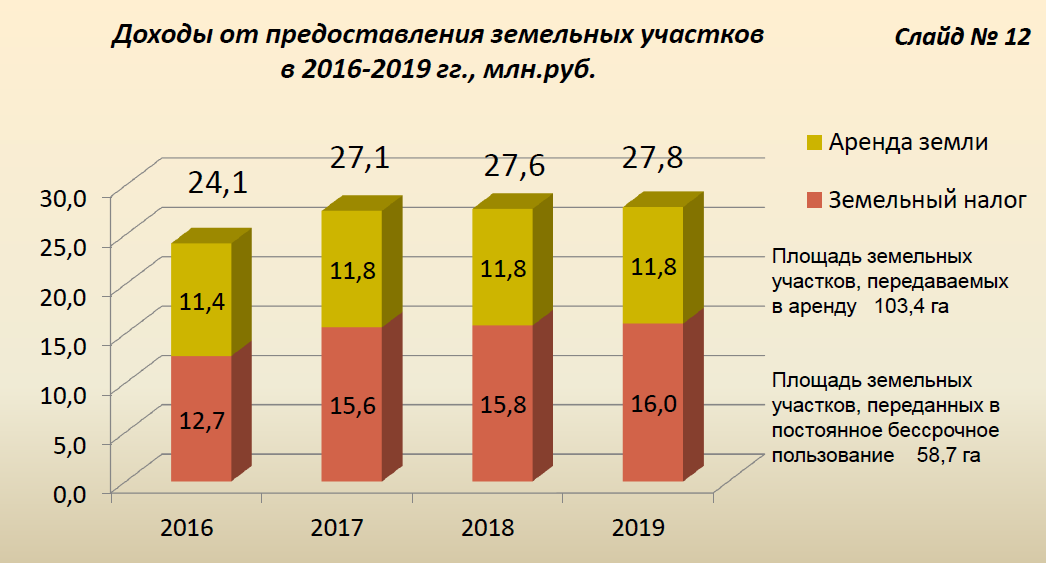 Доходы от предоставления земельных участков
в 2016-2019 гг., млн.руб.
Слайд № 12
Аренда земли
Земельный налог
24,1
27,1
27,6
27,8
30,0
25,0
20,0
15,0
10,0
5,0
0,0
11,4
11,8
11,8
11,8
12,7
15,6
15,8
16,0
2016
2017
2018
2019
Площадь земельных
участков, передаваемых
в аренду 103,4 га
Площадь земельных
участков, переданных в
постоянное бессрочное
пользование 58,7 га